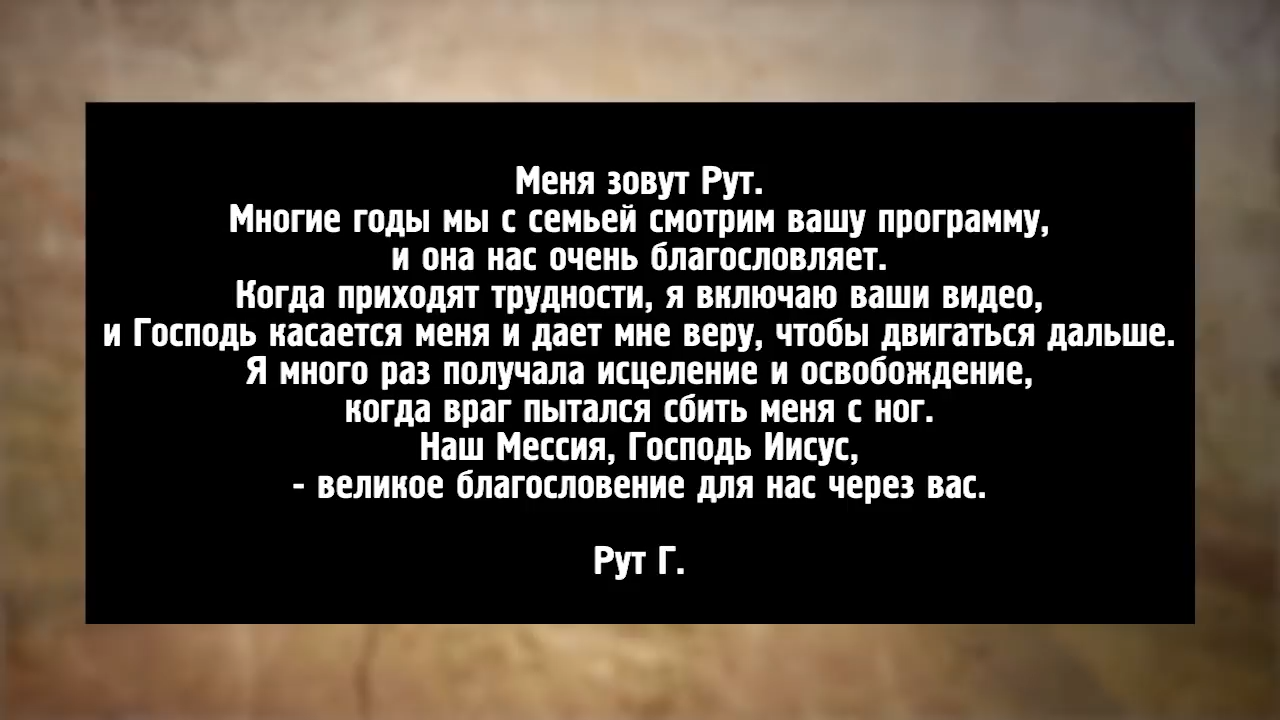 Меня зовут Рут.
Многие годы мы с семьей смотрим вашу программу,
и она нас очень благословляет.
Когда приходят трудности, я включаю ваши видео,
и Господь касается меня и дает мне веру, чтобы двигаться дальше.
Я много раз получала исцеление и освобождение,
когда враг пытался сбить меня с ног.
Наш Мессия, Господь Иисус,
- великое благословение для нас через вас.
Рут Г.